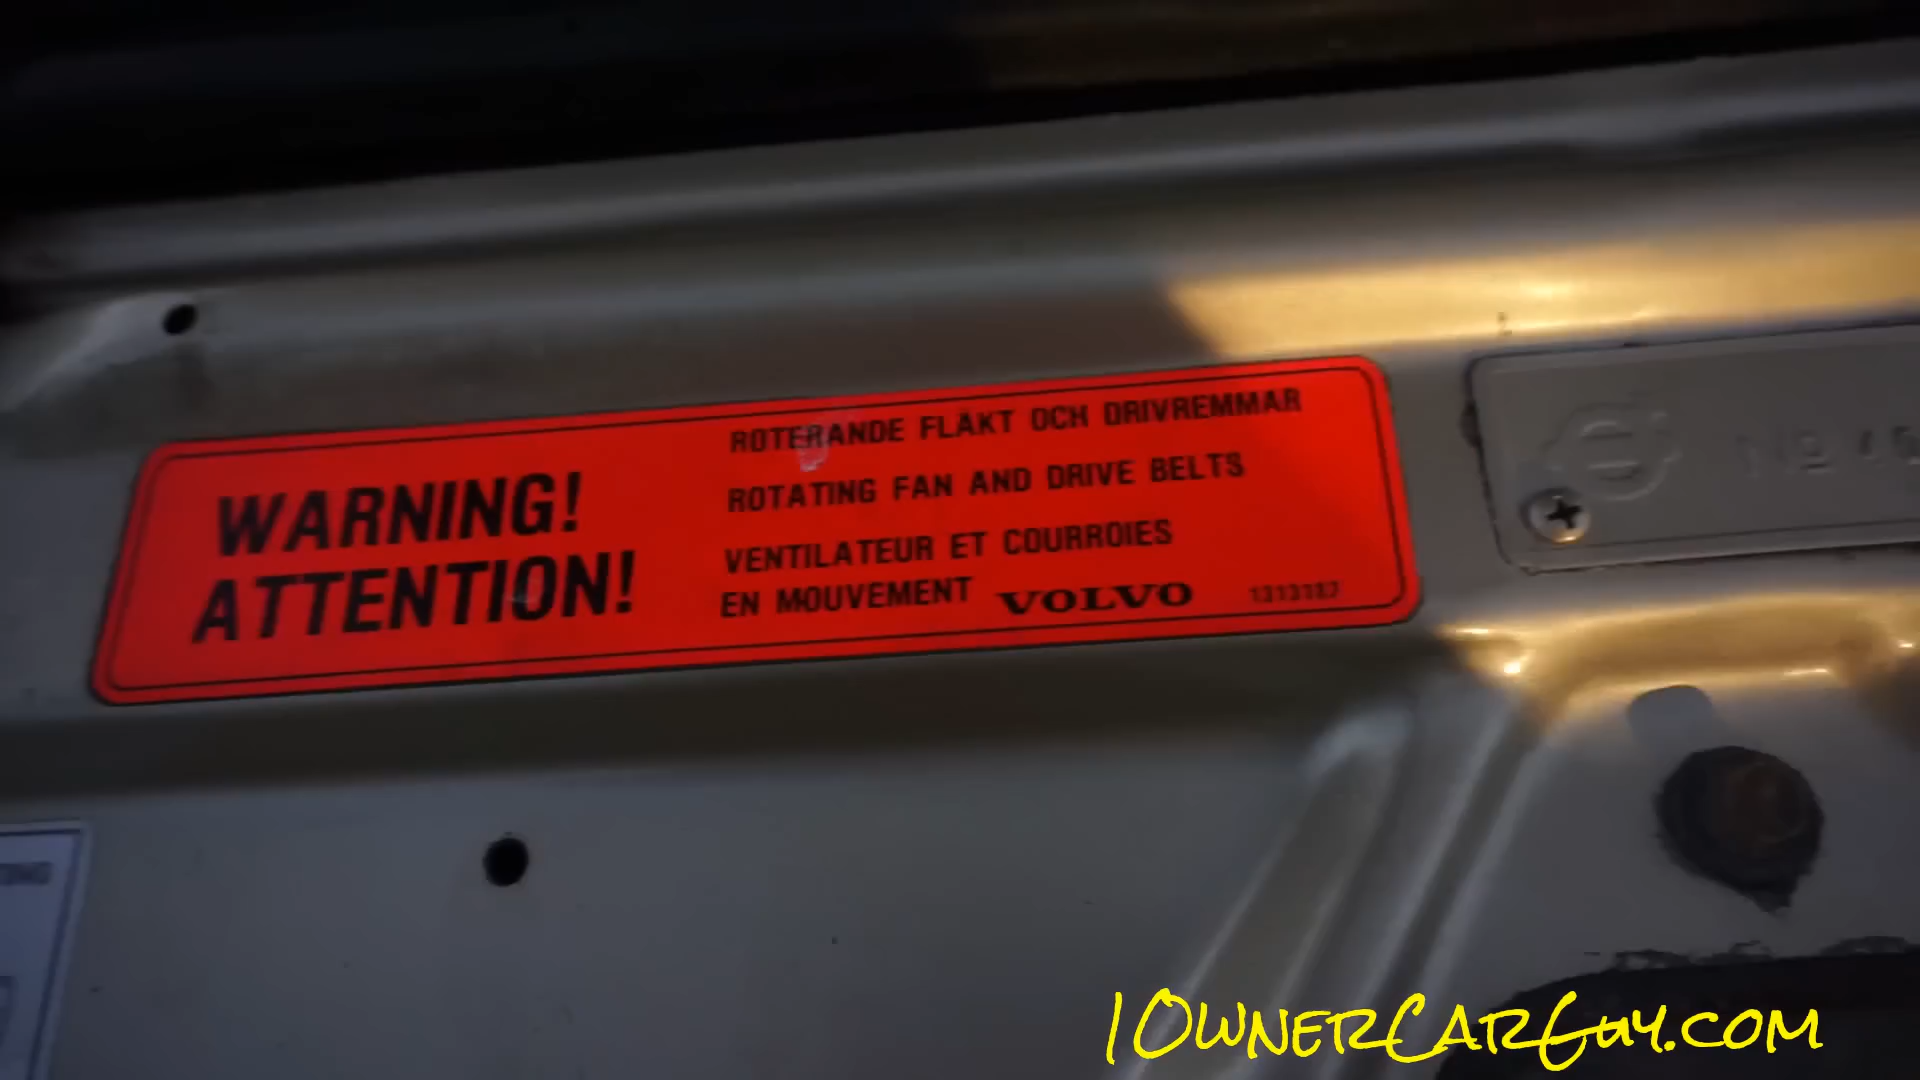 WARNING!
ATTENTION!
ROTERANDE FLÄKT OCH DRIVREMMAR
ROTATING FAN AND DRIVE BELTS
VENTILATEUR ET COURROIES
EN MOUVEMENT
VOLVO
1313187
1OwnerCarGuy.com